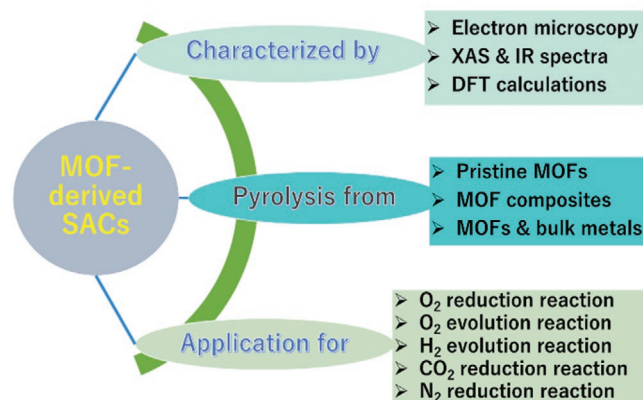 MOF-
derived
SACs
Characterized by
➢ Electron microscopy
➢ XAS & IR spectra
➢ DFT calculations
Pyrolysis from
➢ Pristine MOFs
➢ MOF composites
➢ MOFs & bulk metals
Application for
➢ O₂ reduction reaction
➢ O₂ evolution reaction
➢ H₂ evolution reaction
➢ CO₂ reduction reaction
➢ N₂ reduction reaction